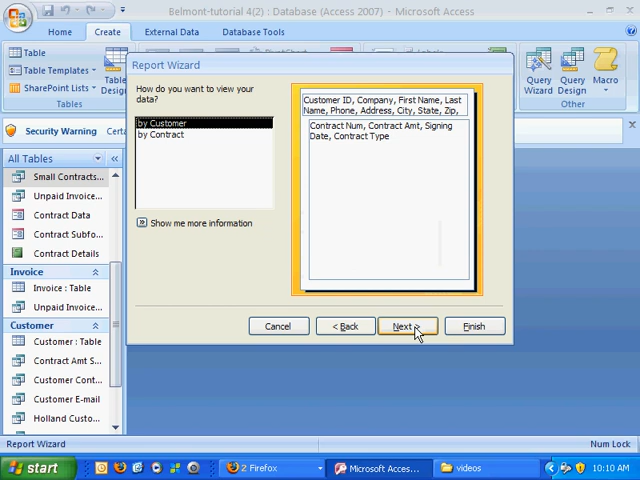 Belmont-tutorial 4(2) : Database (Access 2007) - Microsoft Access
Home Create External Data Database Tools
Table
Table Templates
SharePoint Lists
Tables
Table
Design
Query
Wizard
Query
Design
Macro
Other
Security Warning
All Tables
Small Contracts...
Unpaid Invoice...
Contract Data
Contract Subfo...
Contract Details
Invoice
Invoice : Table
Unpaid Invoice...
Customer
Customer : Table
Contract Amt S...
Customer Cont...
Customer E-mail
Holland Custo...
Report Wizard
How do you want to view your
data?
by Customer
by Contract
Show me more information
Customer ID, Company, First Name, Last
Name, Phone, Address, City, State, Zip,
Contract Num, Contract Amt, Signing
Date, Contract Type
Cancel < Back Next > Finish
Report Wizard Num Lock
start 2 Firefox Microsoft Acces... videos 10:10 AM